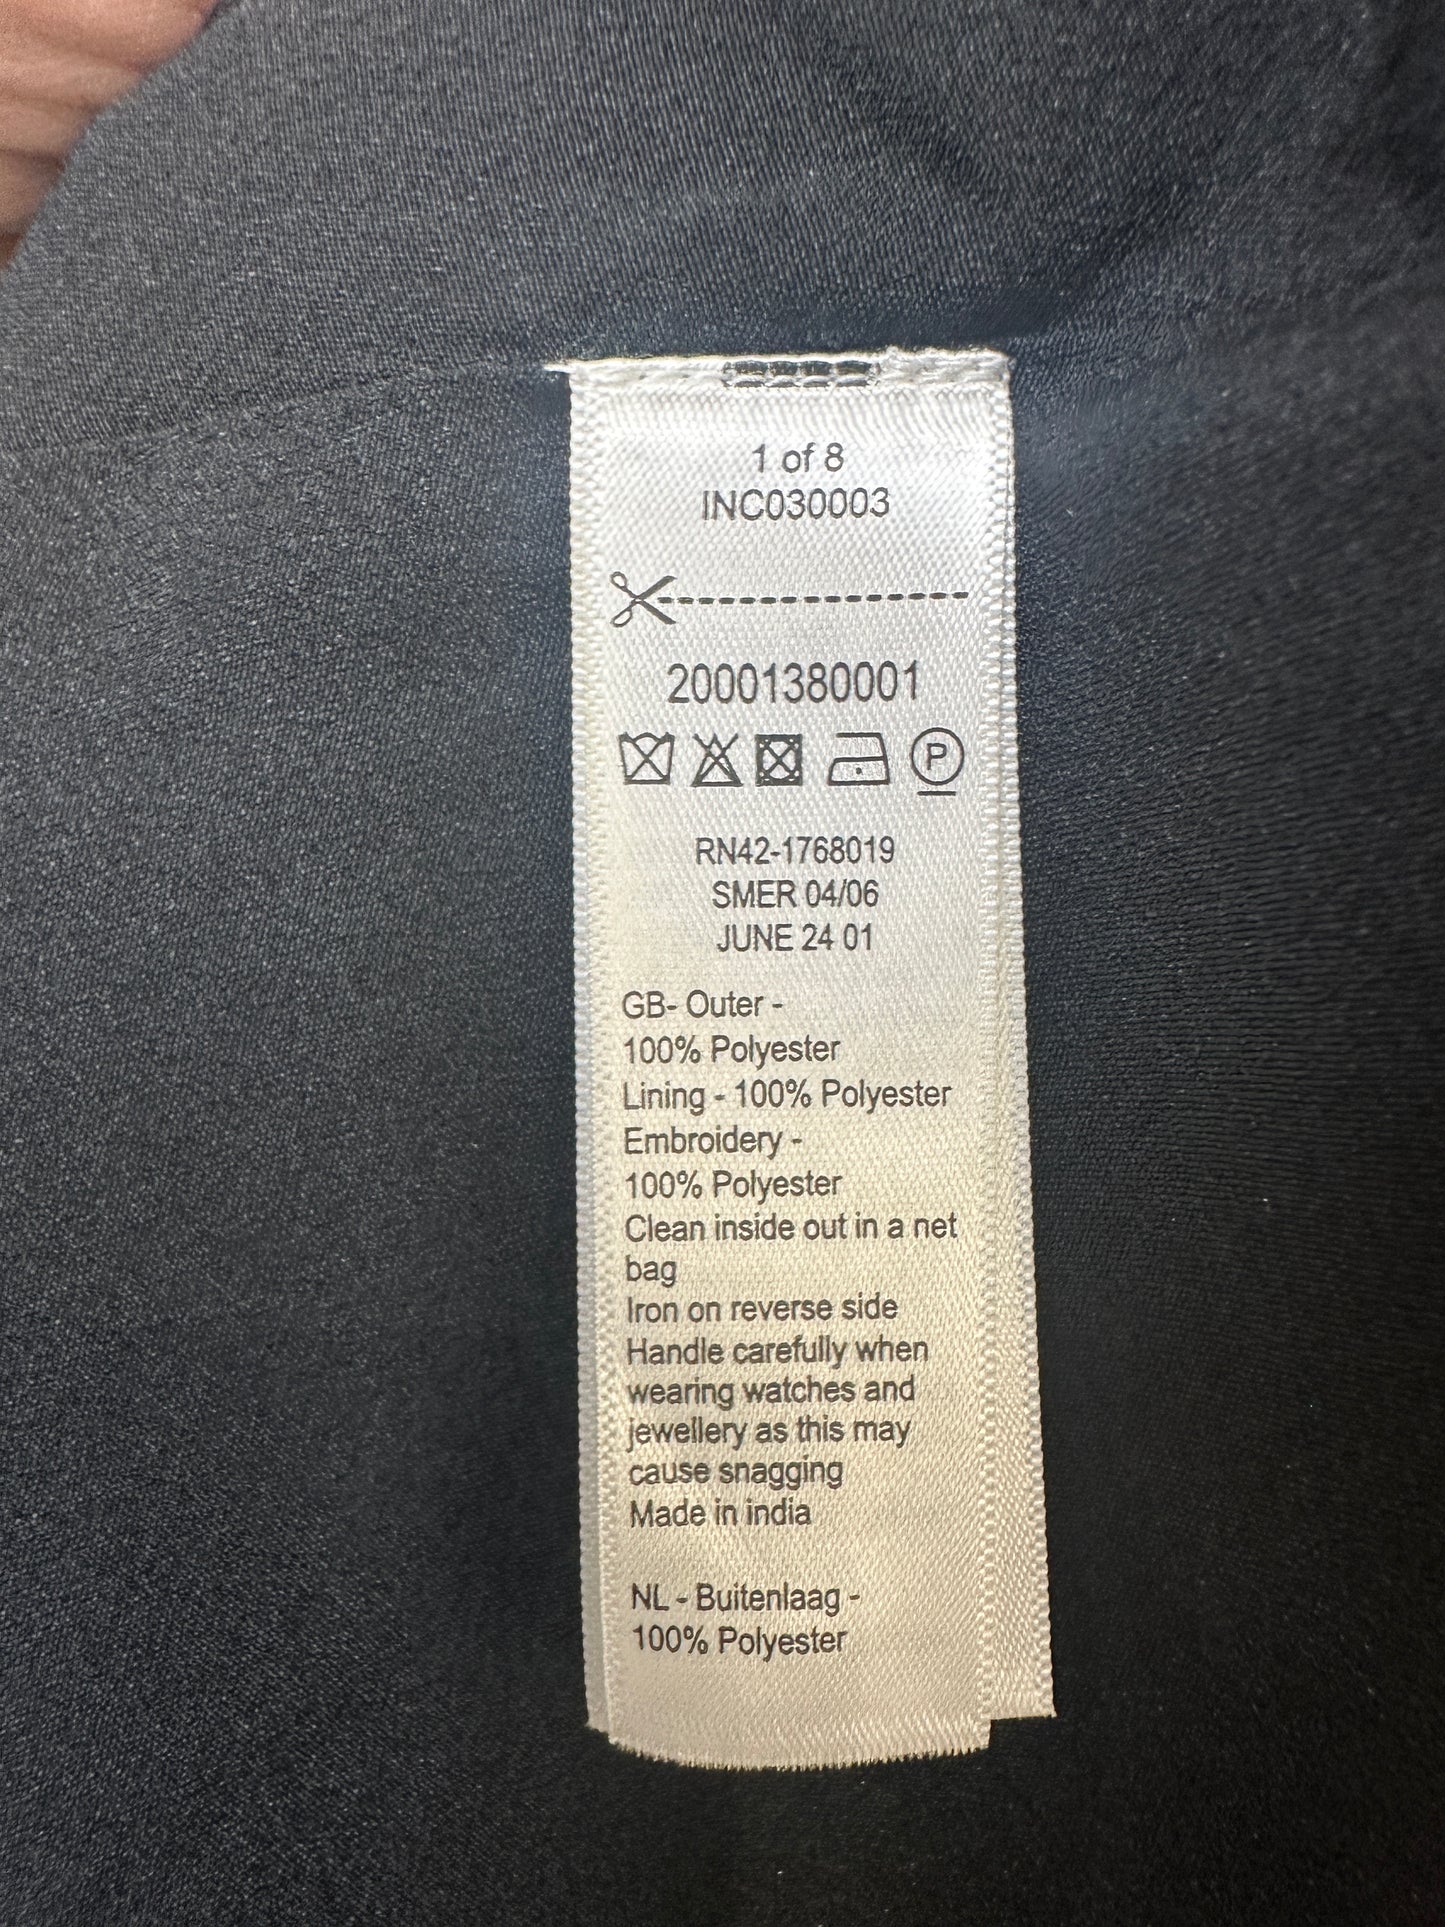 1 of 8
INC030003
20001380001
P
RN42-1768019
SMER 04/06
JUNE 24 01
GB- Outer -
100% Polyester
Lining - 100% Polyester
Embroidery -
100% Polyester
Clean inside out in a net
bag
Iron on reverse side
Handle carefully when
wearing watches and
jewellery as this may
cause snagging
Made in india
NL - Buitenlaag -
100% Polyester